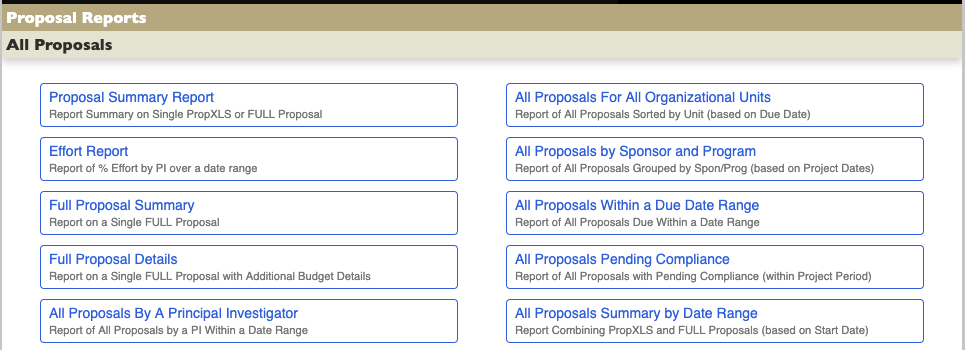 Proposal Reports
All Proposals
Proposal Summary Report
Report Summary on Single PropXLS or FULL Proposal
Effort Report
Report of % Effort by PI over a date range
Full Proposal Summary
Report on a Single FULL Proposal
Full Proposal Details
Report on a Single FULL Proposal with Additional Budget Details
All Proposals By A Principal Investigator
Report of All Proposals by a PI Within a Date Range
All Proposals For All Organizational Units
Report of All Proposals Sorted by Unit (based on Due Date)
All Proposals by Sponsor and Program
Report of All Proposals Grouped by Spon/Prog (based on Project Dates)
All Proposals Within a Due Date Range
Report of All Proposals Due Within a Date Range
All Proposals Pending Compliance
Report of All Proposals with Pending Compliance (within Project Period)
All Proposals Summary by Date Range
Report Combining PropXLS and FULL Proposals (based on Start Date)